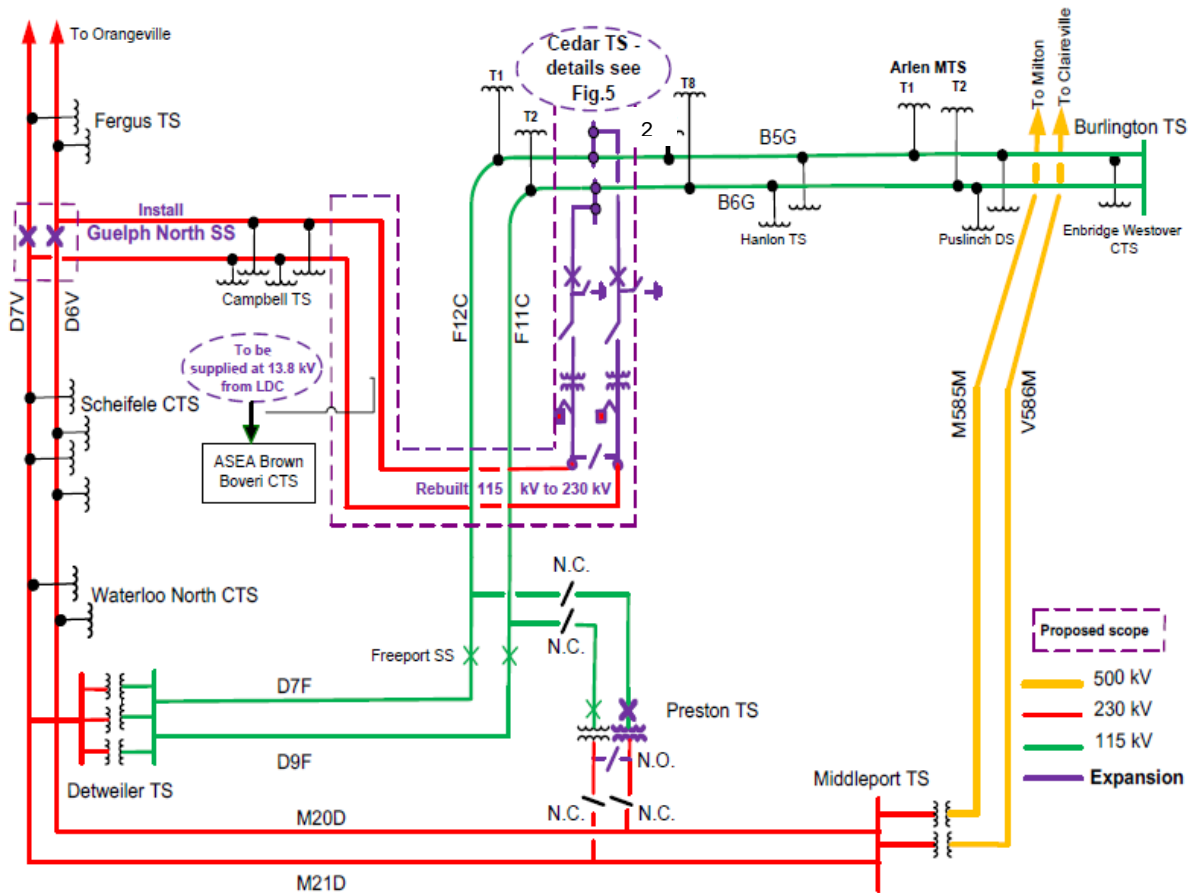 To Orangeville
Fergus TS
Install
Guelph North SS
D7V
D6V
Campbell TS
To be
supplied at 13.8 kV
from LDC
ASEA Brown
Boveri CTS
Scheifele CTS
Waterloo North CTS
Cedar TS -
details see
Fig.5
T1
T2
T8
2
B5G
B6G
Hanlon TS
Arlen MTS
T1
T2
Puslinch DS
To Milton
To Claireville
Burlington TS
Enbridge Westover
CTS
F12C
F11C
Rebuilt 115 kV to 230 kV
M585M
V586M
N.C.
N.C.
Freeport SS
D7F
D9F
Detweiler TS
Preston TS
N.O.
N.C.
N.C.
M20D
M21D
Middleport TS
Proposed scope
500 kV
230 kV
115 kV
Expansion